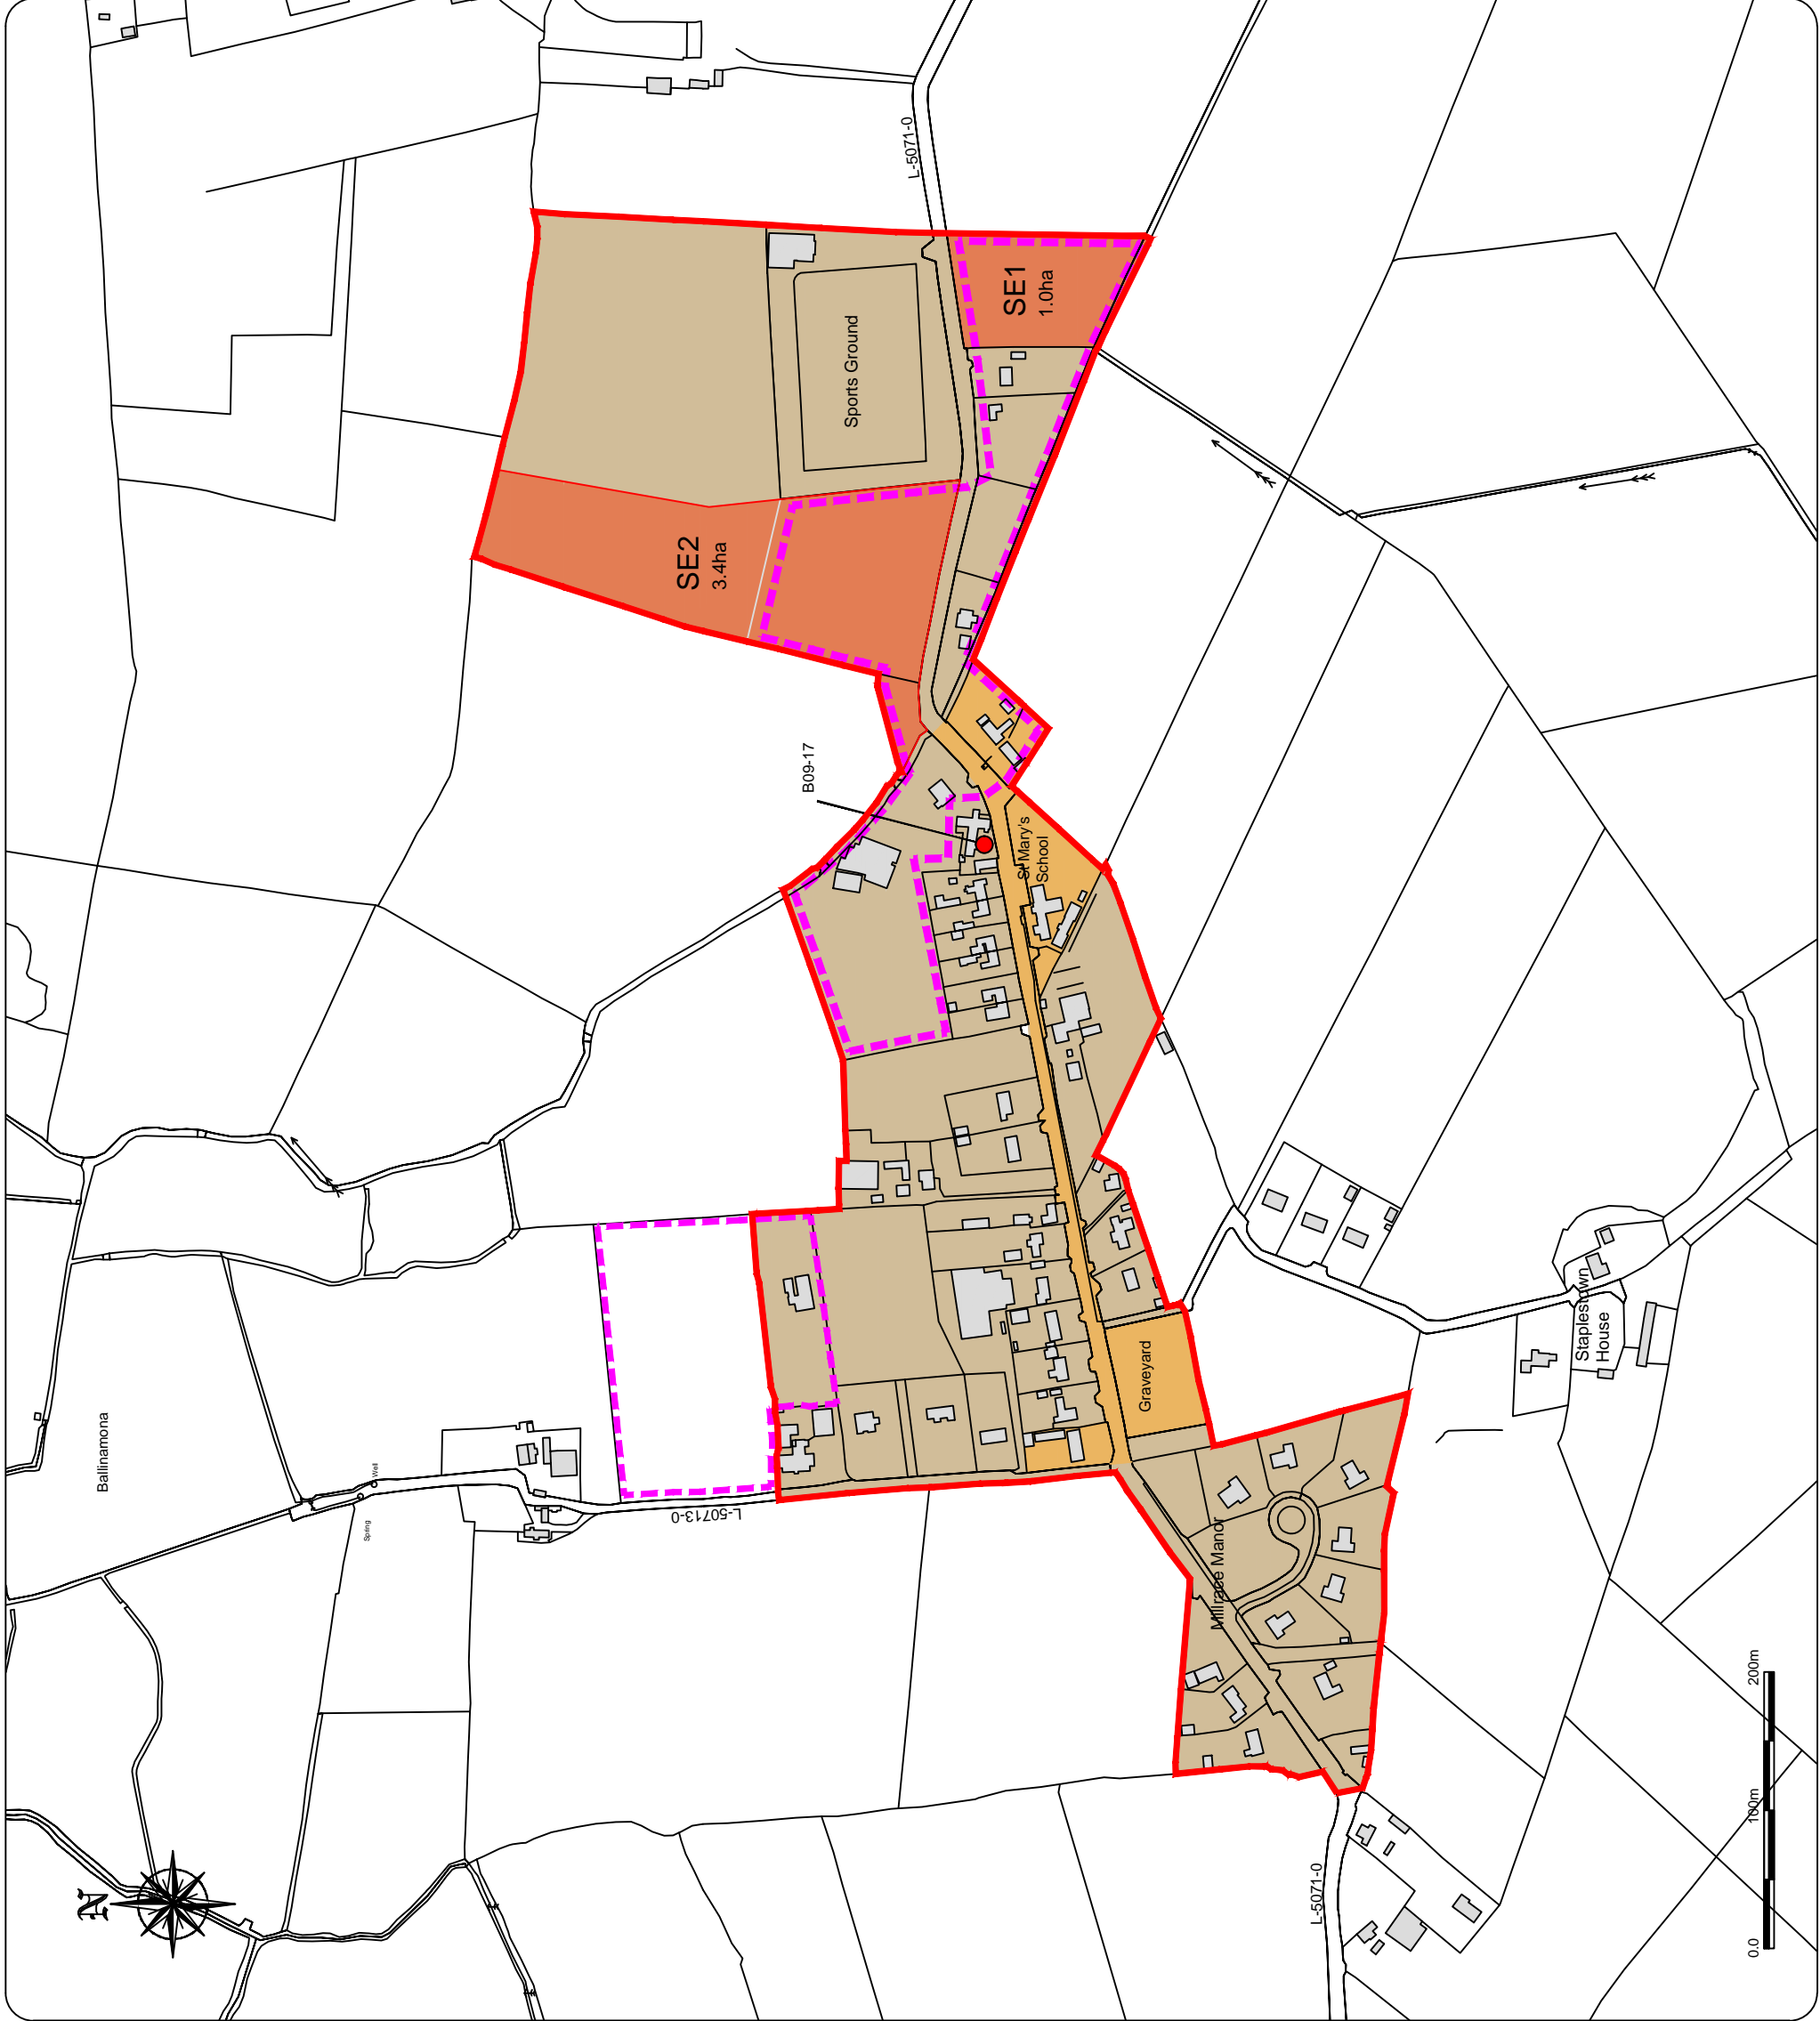 L-5071-0
SE1
1.0ha
Sports Ground
SE2
3.4ha
B09-17
St Mary's
School
Graveyard
Staplestown
House
Ballinamona
Well
Spring
L-50713-0
Millrace Manor
L-5071-0
N
0.0
100m
200m